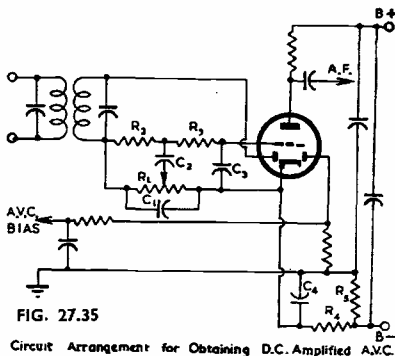 B+
A.F.
R2
R3
C2
C3
R1
C1
A.V.C.
BIAS
C4
R5
R4
B-
FIG. 27.35
Circuit Arrangement for Obtaining D.C. Amplified A.V.C.